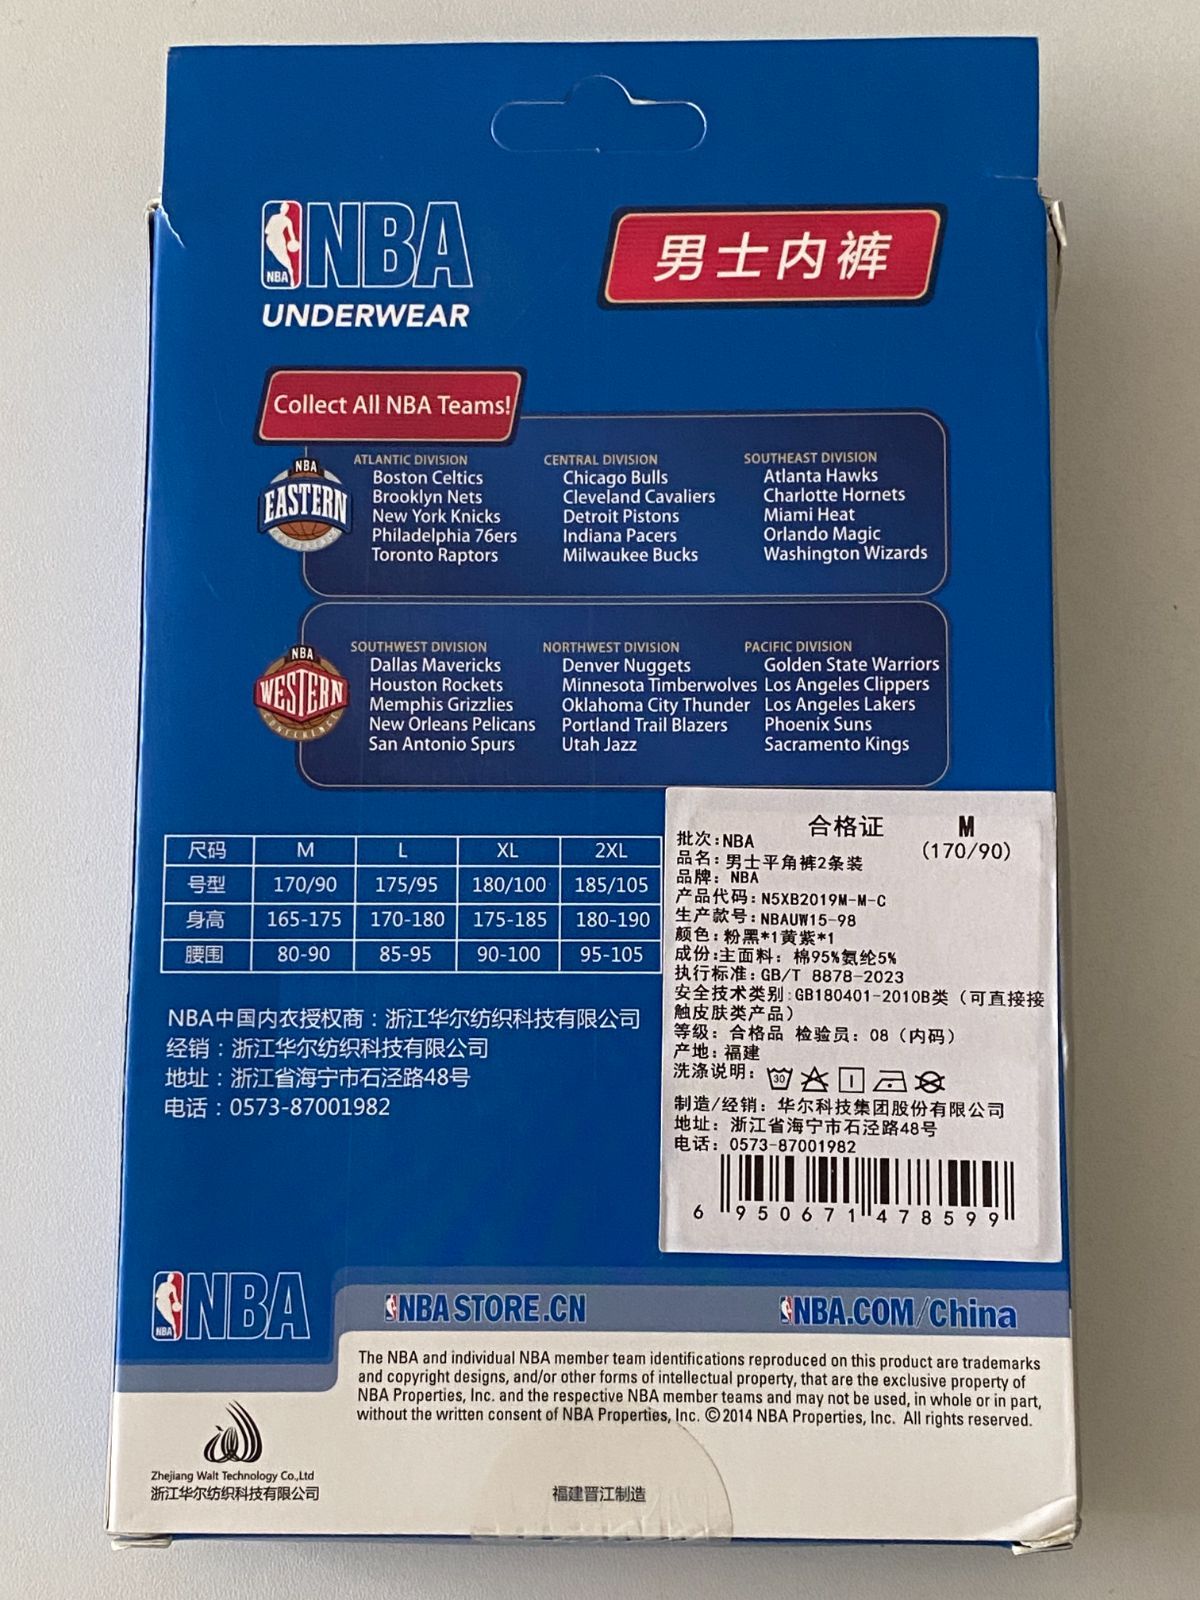 NBA
NBA
UNDERWEAR
男士内裤
Collect All NBA Teams!
NBA
EASTERN
ATLANTIC DIVISION
Boston Celtics
Brooklyn Nets
New York Knicks
Philadelphia 76ers
Toronto Raptors
CENTRAL DIVISION
Chicago Bulls
Cleveland Cavaliers
Detroit Pistons
Indiana Pacers
Milwaukee Bucks
SOUTHEAST DIVISION
Atlanta Hawks
Charlotte Hornets
Miami Heat
Orlando Magic
Washington Wizards
NBA
WESTERN
CONFERENCE
SOUTHWEST DIVISION
Dallas Mavericks
Houston Rockets
Memphis Grizzlies
New Orleans Pelicans
San Antonio Spurs
NORTHWEST DIVISION
Denver Nuggets
Minnesota Timberwolves
Oklahoma City Thunder
Portland Trail Blazers
Utah Jazz
PACIFIC DIVISION
Golden State Warriors
Los Angeles Clippers
Los Angeles Lakers
Phoenix Suns
Sacramento Kings
尺码 M L XL 2XL
号型 170/90 175/95 180/100 185/105
身高 165-175 170-180 175-185 180-190
腰围 80-90 85-95 90-100 95-105
NBA中国内衣授权商：浙江华尔纺织科技有限公司
经销：浙江华尔纺织科技有限公司
地址：浙江省海宁市石泾路48号
电话：0573-87001982
合格证 M
(170/90)
批次:NBA
品名: 男士平角裤2条装
品牌: NBA
产品代码: N5XB2019M-M-C
生产款号: NBAUW15-98
颜色: 粉黑*1黄紫*1
成份:主面料: 棉95%氨纶5%
执行标准: GB/T 8878-2023
安全技术类别:GB180401-2010B类（可直接接
触皮肤类产品）
等级: 合格品 检验员: 08（内码）
产地: 福建
洗涤说明: 30
制造/经销: 华尔科技集团股份有限公司
地址: 浙江省海宁市石泾路48号
电话: 0573-87001982
6 950671 478599
NBA
NBA
NBA STORE.CN
NBA.COM/China
The NBA and individual NBA member team identifications reproduced on this product are trademarks
and copyright designs, and/or other forms of intellectual property, that are the exclusive property of
NBA Properties, Inc. and the respective NBA member teams and may not be used, in whole or in part,
without the written consent of NBA Properties, Inc. ©2014 NBA Properties, Inc. All rights reserved.
Zhejiang Walt Technology Co.,Ltd
浙江华尔纺织科技有限公司
福建晋江制造